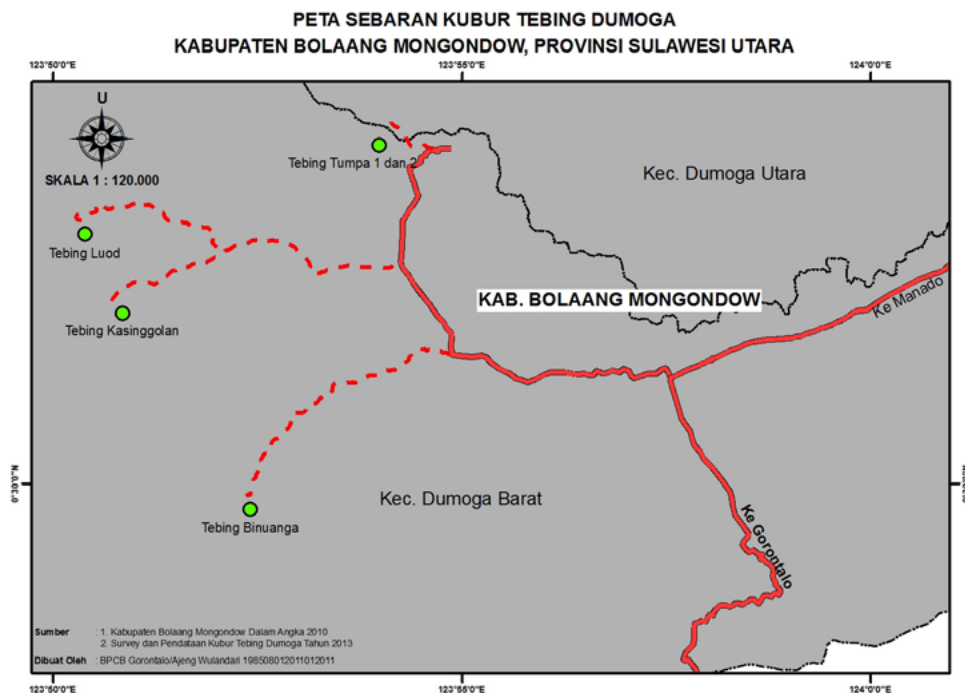 PETA SEBARAN KUBUR TEBING DUMOGA
KABUPATEN BOLAANG MONGONDOW, PROVINSI SULAWESI UTARA
123°50'0"E
123°55'0"E
124°0'0"E
U
SKALA 1 : 120.000
Tebing Tumpa 1 dan 2
Kec. Dumoga Utara
Tebing Luod
KAB. BOLAANG MONGONDOW
Ke Manado
Tebing Kasinggolan
0°30'0"N
Kec. Dumoga Barat
Tebing Binuanga
Ke Gorontalo
Sumber : 1. Kabupaten Bolaang Mongondow Dalam Angka 2010
2. Survey dan Pendataan Kubur Tebing Dumoga Tahun 2013
Dibuat Oleh : BPCB Gorontalo/Ajeng Wulandari 198508012011012011
123°50'0"E
123°55'0"E
124°0'0"E